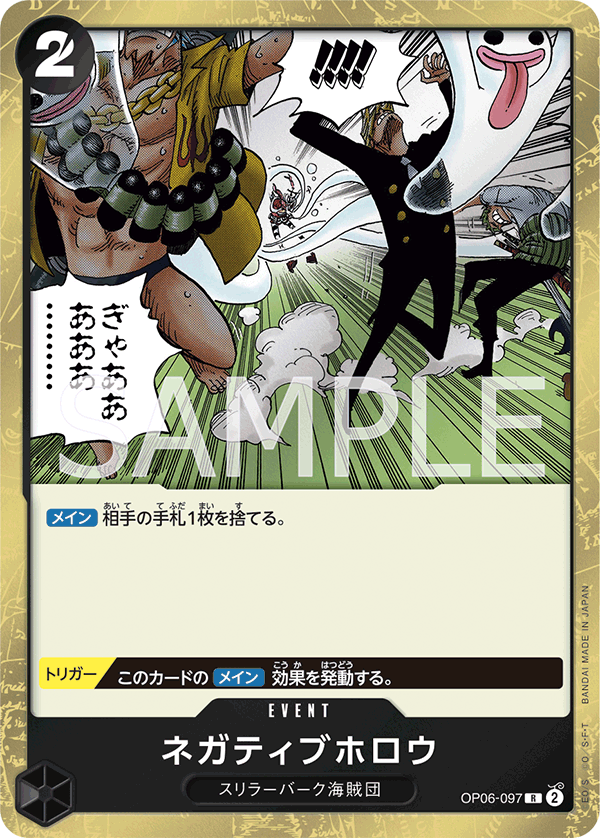 2
!!!!!
ぎゃああ
あああ
………
SAMPLE
メイン 相手の手札1枚を捨てる。
トリガー このカードの メイン 効果を発動する。
EVENT
ネガティブホロウ
スリラーバーク海賊団
OP06-097 R 2
©E.O./S.,S・F・T BANDAI MADE IN JAPAN